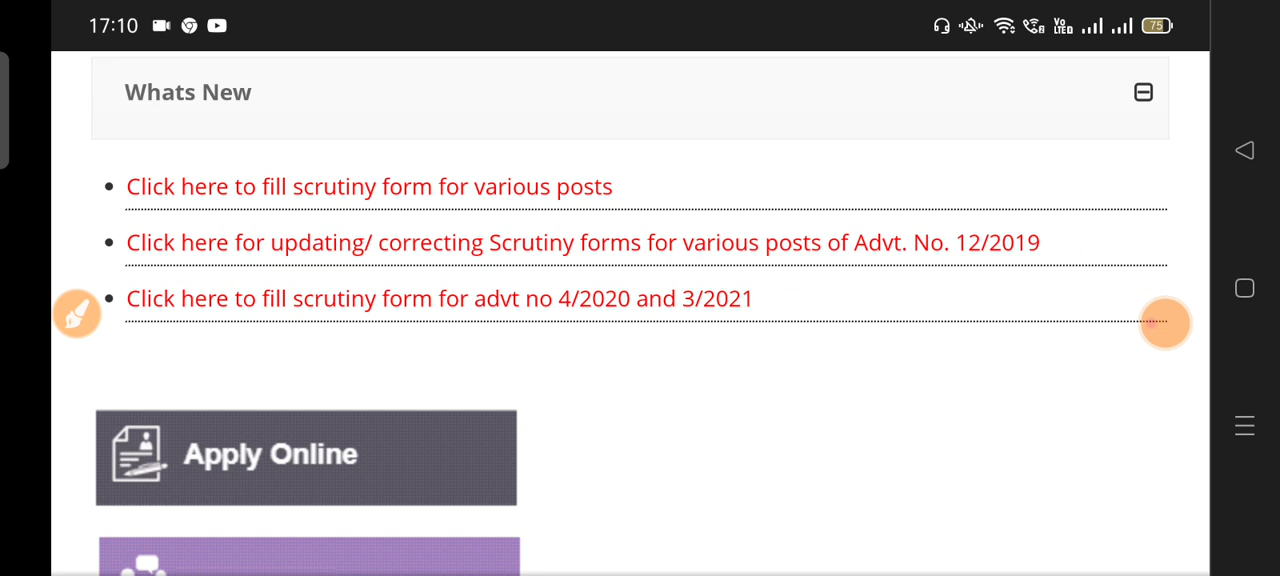 17:10
Vo
LTE
75
Whats New
Click here to fill scrutiny form for various posts
Click here for updating/ correcting Scrutiny forms for various posts of Advt. No. 12/2019
Click here to fill scrutiny form for advt no 4/2020 and 3/2021
Apply Online